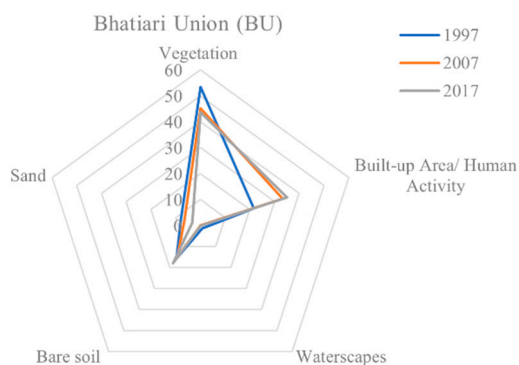 Bhatiari Union (BU)
Vegetation
1997
2007
2017
60
50
40
30
20
10
0
Built-up Area/ Human
Activity
Sand
Bare soil
Waterscapes